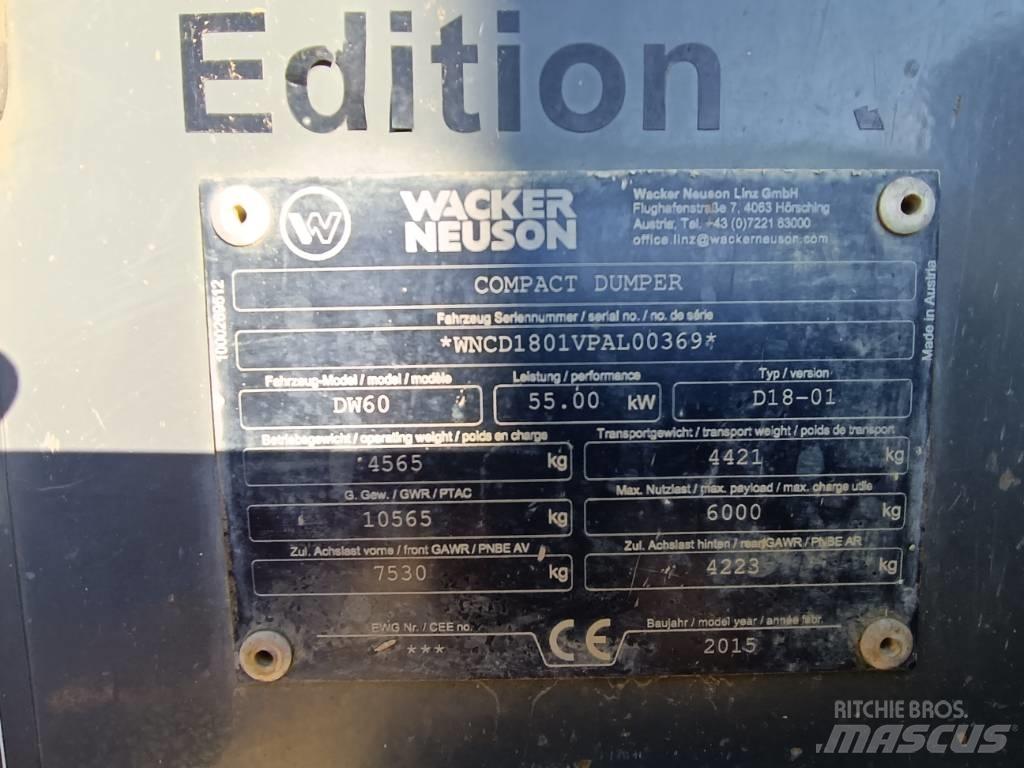 Edition
W
WACKER
NEUSON
Wacker Neuson Linz GmbH
Flughafenstraße 7, 4063 Hörsching
Austria, Tel. +43 (0)7221 63000
office.linz@wackerneuson.com
COMPACT DUMPER
Fahrzeug Seriennummer / serial no. / no. de série
*WNCD1801VPAL00369*
Fahrzeug-Model / model / modèle
Leistung / performance
Typ / version
DW60
55.00 kW
D18-01
Betriebsgewicht / operating weight / poids en charge
Transportgewicht / transport weight / poids de transport
4565 kg
4421 kg
G. Gew. / GWR / PTAC
Max. Nutzlast / max. payload / max. charge utile
10565 kg
6000 kg
Zul. Achslast vorne / front GAWR / PNBE AV
Zul. Achslast hinten / rear GAWR / PNBE AR
7530 kg
4223 kg
EWG Nr. / CEE no.
***
CE
Baujahr / model year / année fabr.
2015
Made in Austria
RITCHIE BROS.
MASCUS